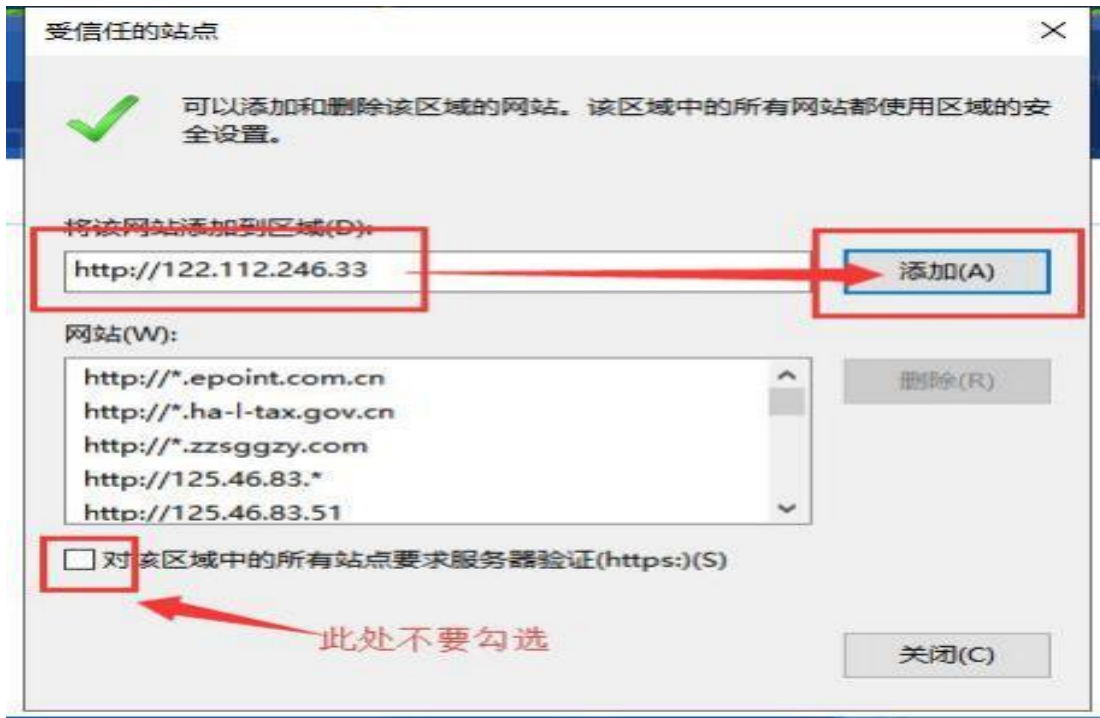 受信任的站点
可以添加和删除该区域的网站。该区域中的所有网站都使用区域的安
全设置。
将该网站添加到区域(D):
http://122.112.246.33
添加(A)
网站(W):
http://*.epoint.com.cn
http://*.ha-l-tax.gov.cn
http://*.zzsggzy.com
http://125.46.83.*
http://125.46.83.51
删除(R)
对该区域中的所有站点要求服务器验证(https:)(S)
此处不要勾选
关闭(C)